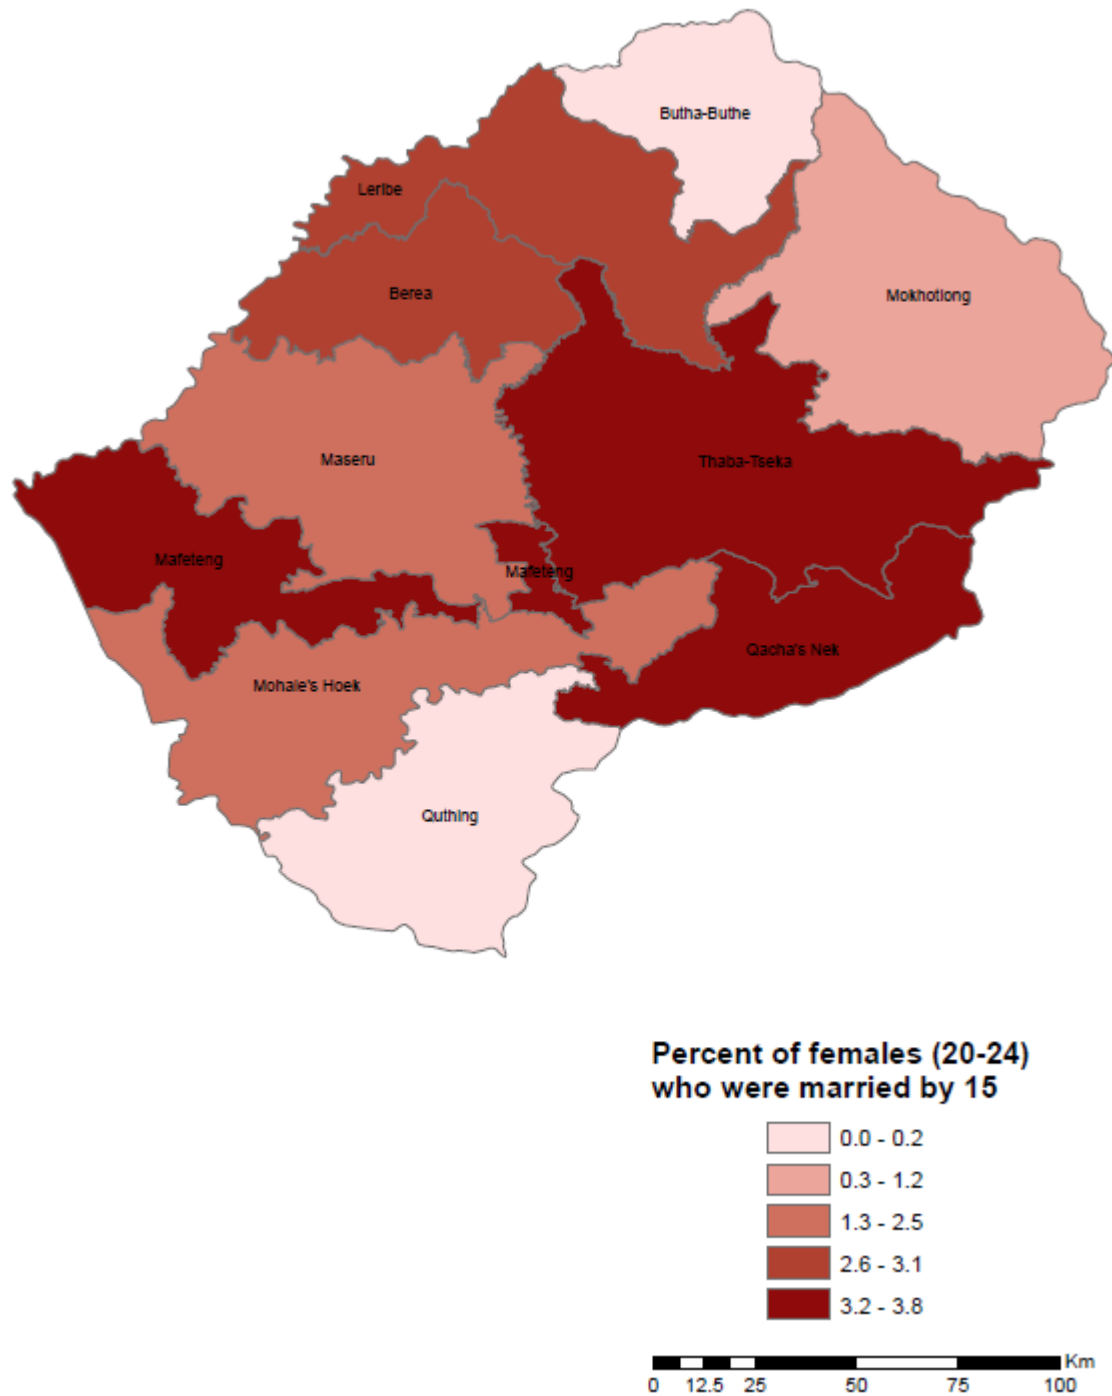 Butha-Buthe
Leribe
Berea
Mokhotlong
Maseru
Thaba-Tseka
Mafeteng
Mafeteng
Qacha's Nek
Mohale's Hoek
Quthing
Percent of females (20-24)
who were married by 15
0.0 - 0.2
0.3 - 1.2
1.3 - 2.5
2.6 - 3.1
3.2 - 3.8
Km
0 12.5 25 50 75 100